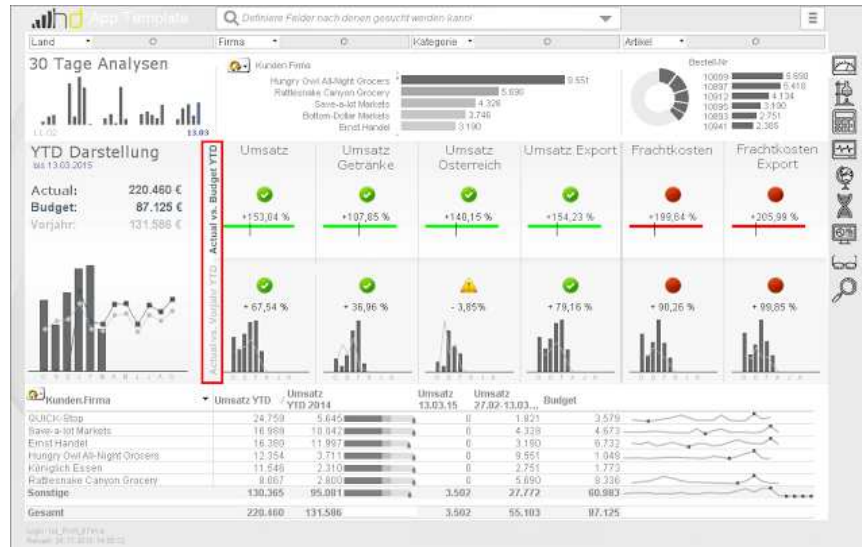 hd App Template
Definiere Felder nach denen gesucht werden kann!
Land
Firma
Kategorie
Artikel
30 Tage Analysen
13.03
Kunden.Firma
Hungry Owl All-Night Grocers 9.551
Rattlesnake Canyon Grocery 5.690
Save-a-lot Markets 4.328
Bottom-Dollar Markets 3.746
Ernst Handel 3.190
Bestell-Nr
10899 6.650
10897 5.418
10912 4.134
10895 3.190
10893 2.751
10941 2.385
YTD Darstellung
bis 13.03.2015
Actual: 220.460 €
Budget: 87.125 €
Vorjahr: 131.586 €
Actual vs. Budget YTD
Actual vs. Vorjahr YTD
Umsatz
Umsatz Getränke
Umsatz Österreich
Umsatz Export
Frachtkosten
Frachtkosten Export
+153,04 %
+107,85 %
+148,15 %
+154,23 %
+199,64 %
+205,99 %
+ 67,54 %
+ 36,96 %
- 3,85%
+ 79,16 %
+ 90,26 %
+ 99,85 %
Kunden.Firma Umsatz YTD Umsatz YTD 2014 Umsatz 13.03.15 Umsatz 27.02-13.03... Budget
QUICK-Stop 24.759 5.645 0 1.821 3.579
Save-a-lot Markets 16.989 10.042 0 4.328 4.673
Ernst Handel 16.380 11.997 0 3.190 6.732
Hungry Owl All-Night Grocers 12.354 3.711 0 9.551 1.049
Königlich Essen 11.546 2.310 0 2.751 1.773
Rattlesnake Canyon Grocery 8.067 2.800 0 5.690 8.336
Sonstige 130.365 95.081 3.502 27.772 60.983
Gesamt 220.460 131.586 3.502 55.103 87.125